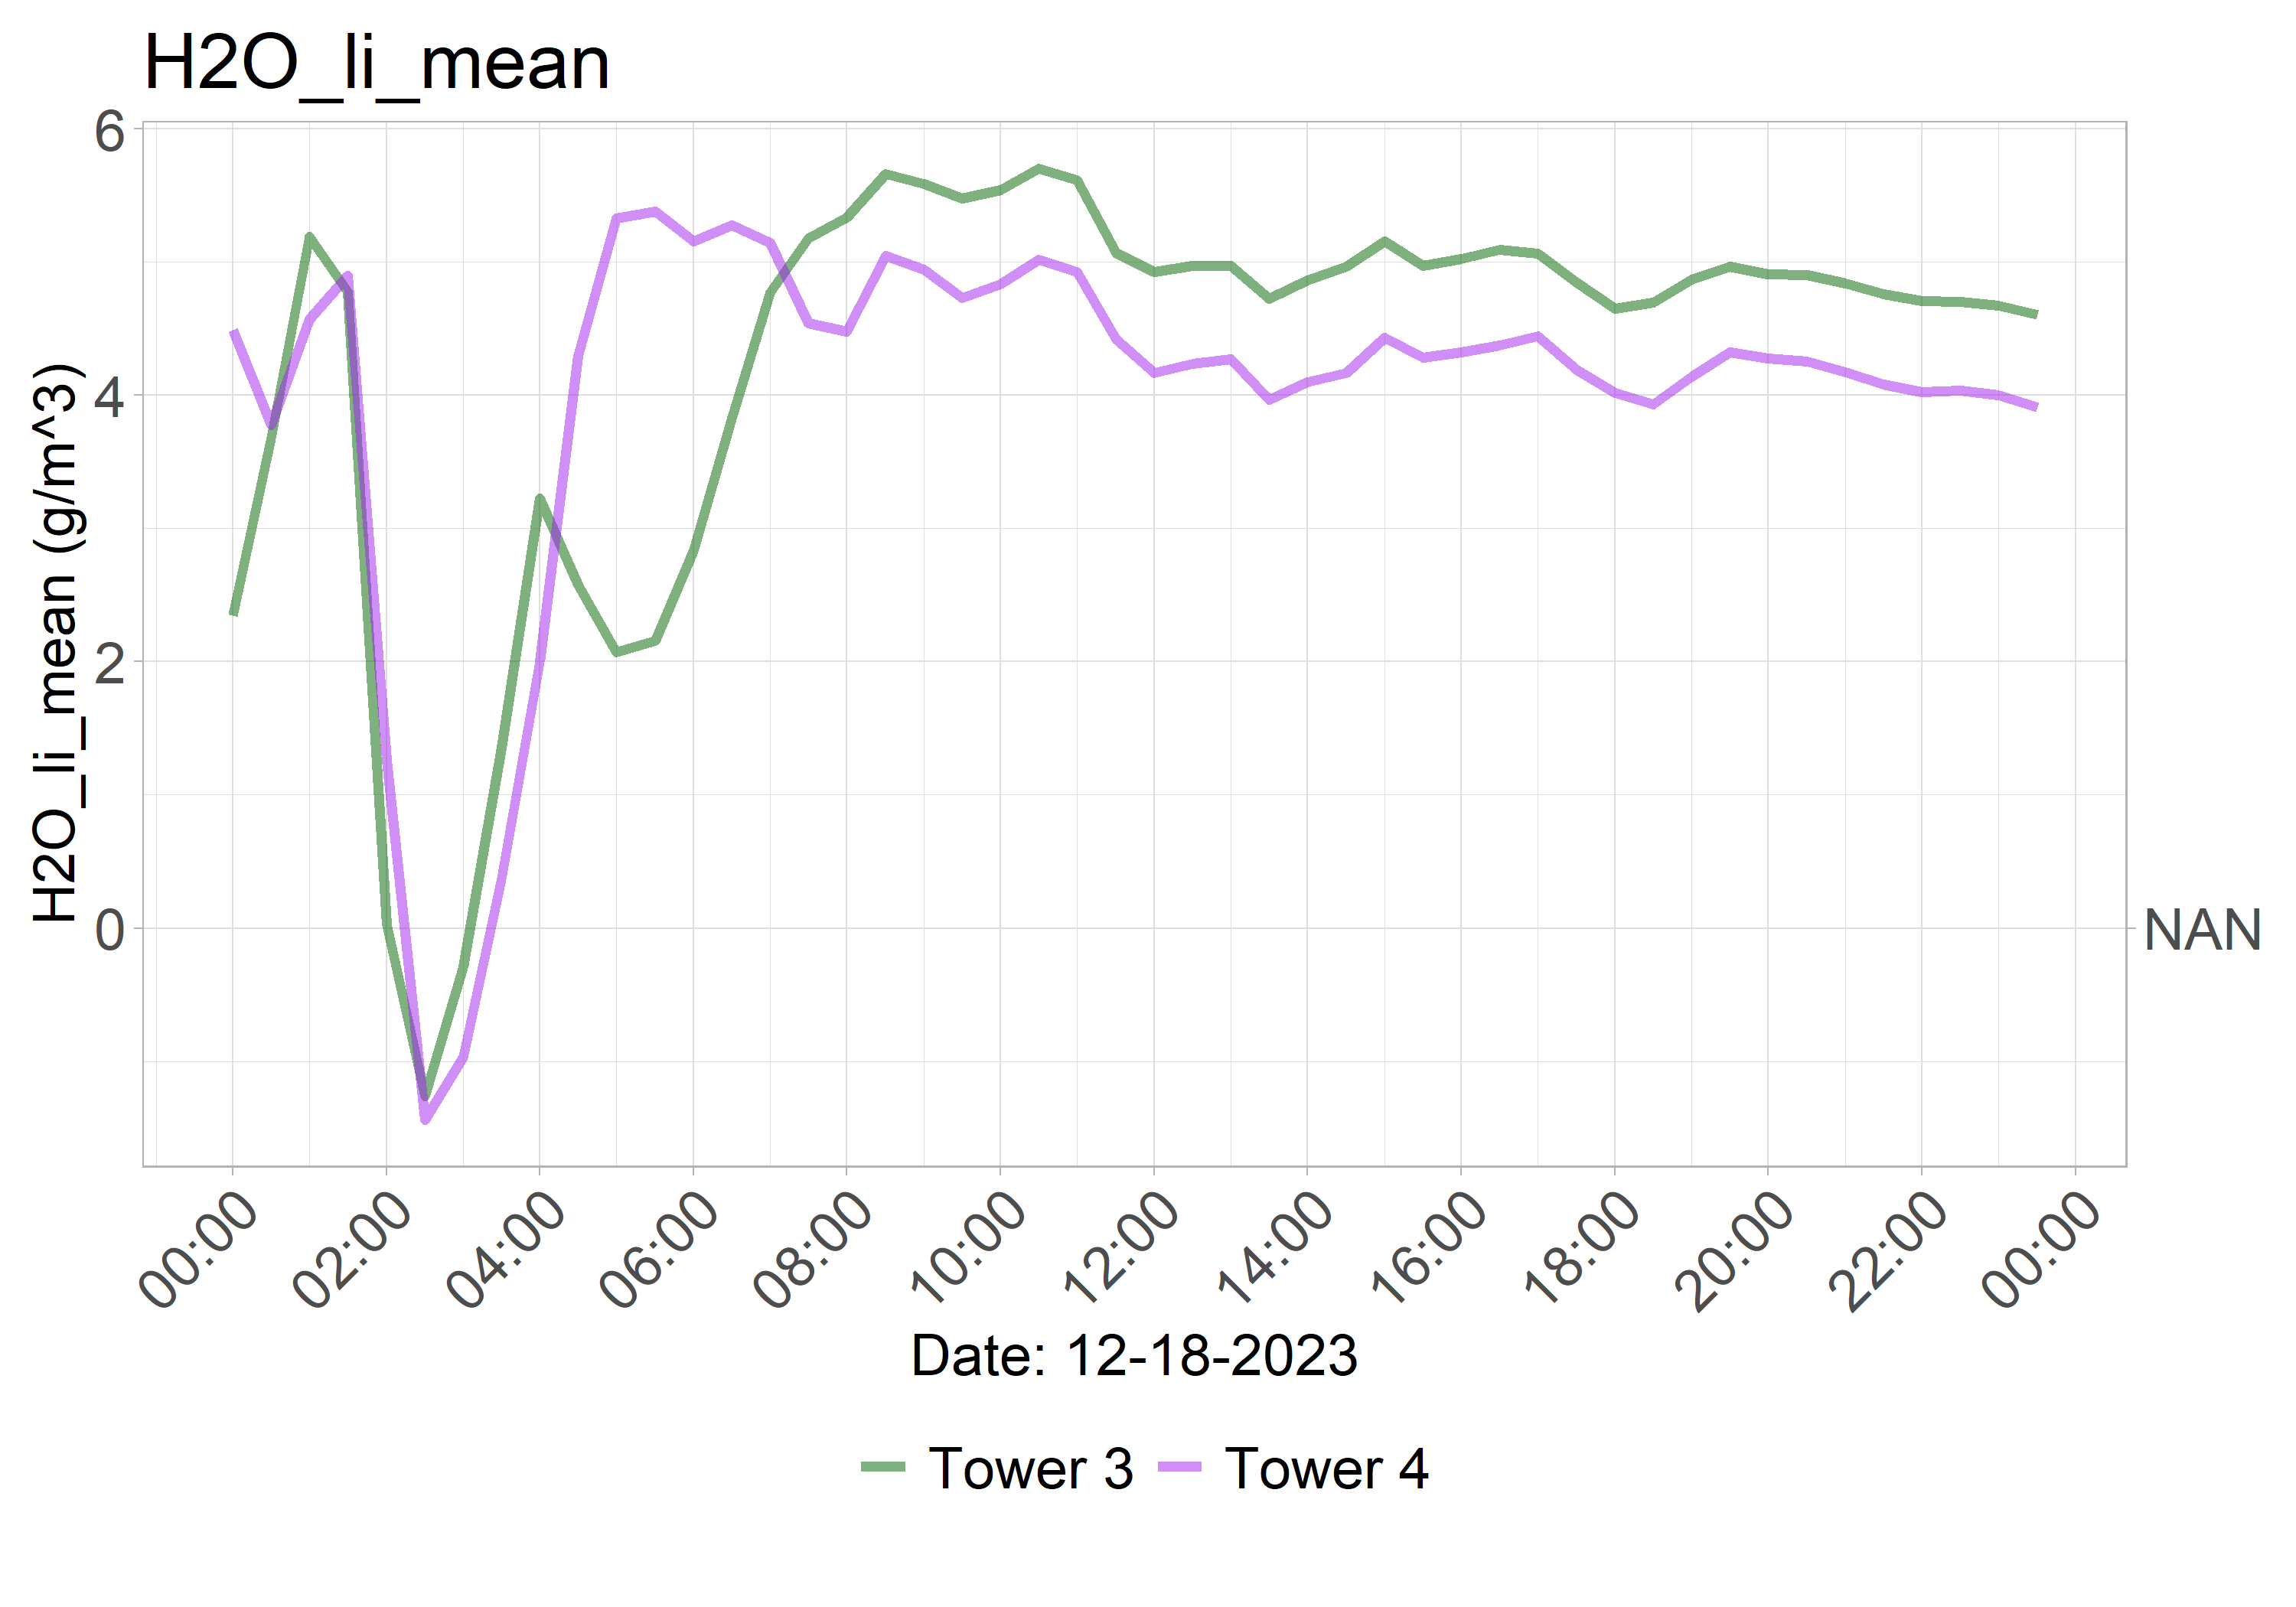 H2O_li_mean
H2O_li_mean (g/m^3)
6
4
2
0
NAN
00:00 02:00 04:00 06:00 08:00 10:00 12:00 14:00 16:00 18:00 20:00 22:00 00:00
Date: 12-18-2023
Tower 3 Tower 4